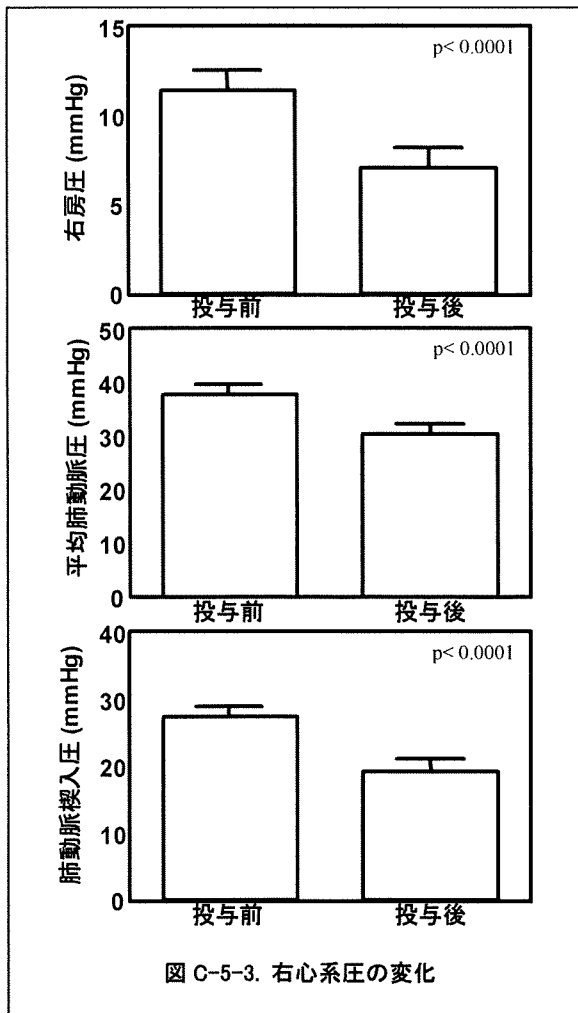 右房圧 (mmHg)
15
10
5
0
p< 0.0001
投与前
投与後
平均肺動脈圧 (mmHg)
50
40
30
20
10
0
p< 0.0001
投与前
投与後
肺動脈楔入圧 (mmHg)
40
30
20
10
0
p< 0.0001
投与前
投与後
図 C-5-3. 右心系圧の変化